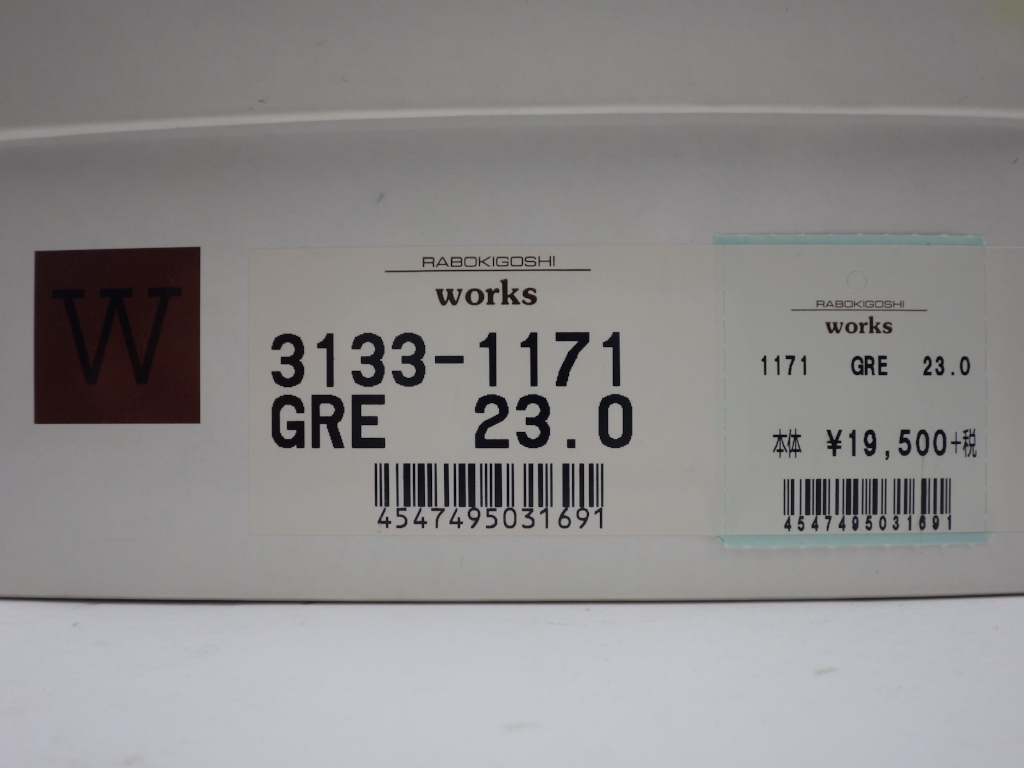 W
RABOKIGOSHI
works
3133-1171
GRE 23.0
4547495031691
RABOKIGOSHI
works
1171 GRE 23.0
本体 ¥19,500+税
4547495031691